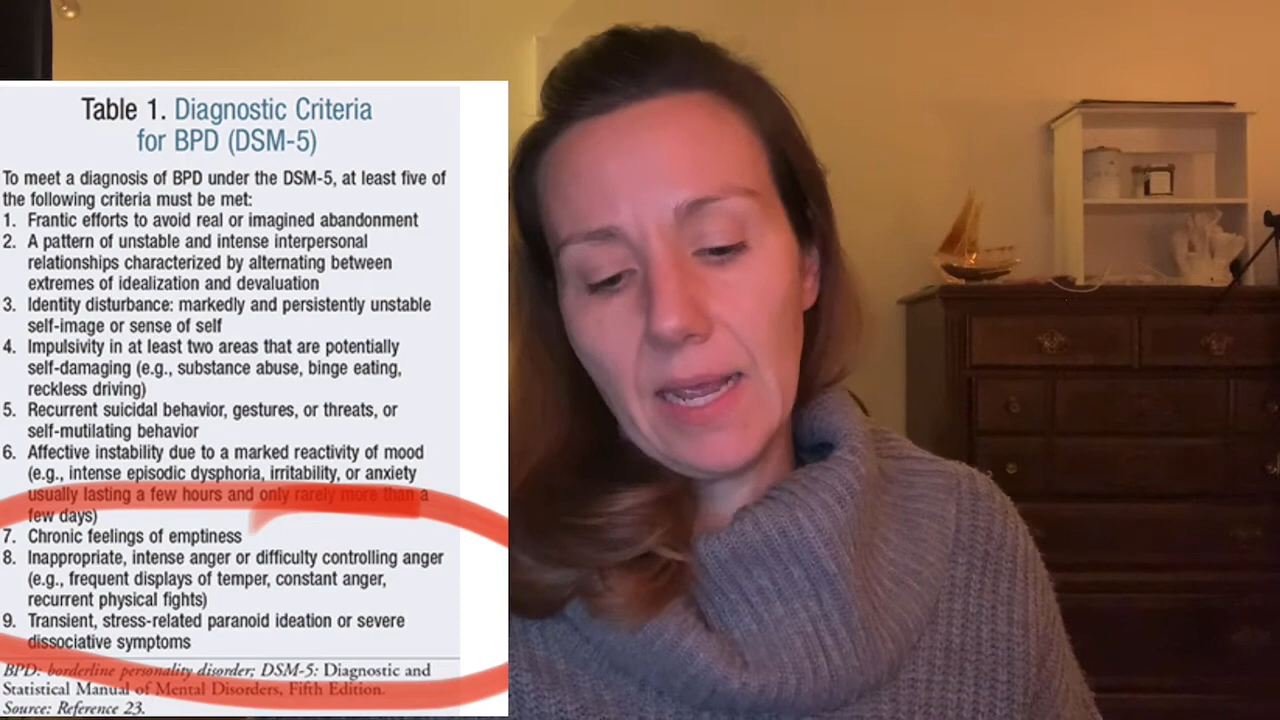 Table 1. Diagnostic Criteria
for BPD (DSM-5)
To meet a diagnosis of BPD under the DSM-5, at least five of
the following criteria must be met:
1. Frantic efforts to avoid real or imagined abandonment
2. A pattern of unstable and intense interpersonal
relationships characterized by alternating between
extremes of idealization and devaluation
3. Identity disturbance: markedly and persistently unstable
self-image or sense of self
4. Impulsivity in at least two areas that are potentially
self-damaging (e.g., substance abuse, binge eating,
reckless driving)
5. Recurrent suicidal behavior, gestures, or threats, or
self-mutilating behavior
6. Affective instability due to a marked reactivity of mood
(e.g., intense episodic dysphoria, irritability, or anxiety
usually lasting a few hours and only rarely more than a
few days)
7. Chronic feelings of emptiness
8. Inappropriate, intense anger or difficulty controlling anger
(e.g., frequent displays of temper, constant anger,
recurrent physical fights)
9. Transient, stress-related paranoid ideation or severe
dissociative symptoms
BPD: borderline personality disorder; DSM-5: Diagnostic and
Statistical Manual of Mental Disorders, Fifth Edition.
Source: Reference 23.